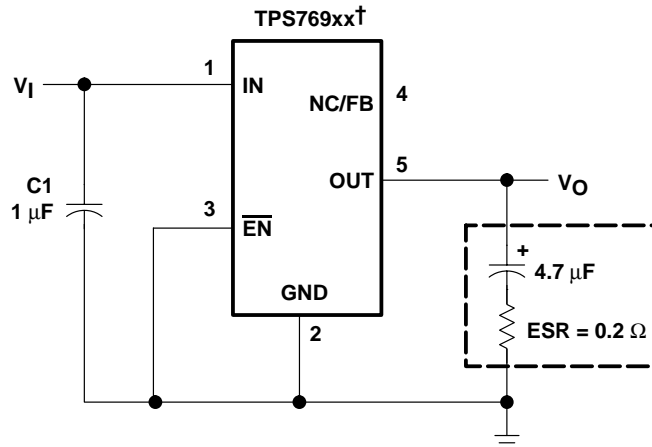 TPS769xx†
1
IN
VI
NC/FB
4
5
OUT
VO
C1
1 µF
3
EN
+
4.7 µF
GND
2
ESR = 0.2 Ω